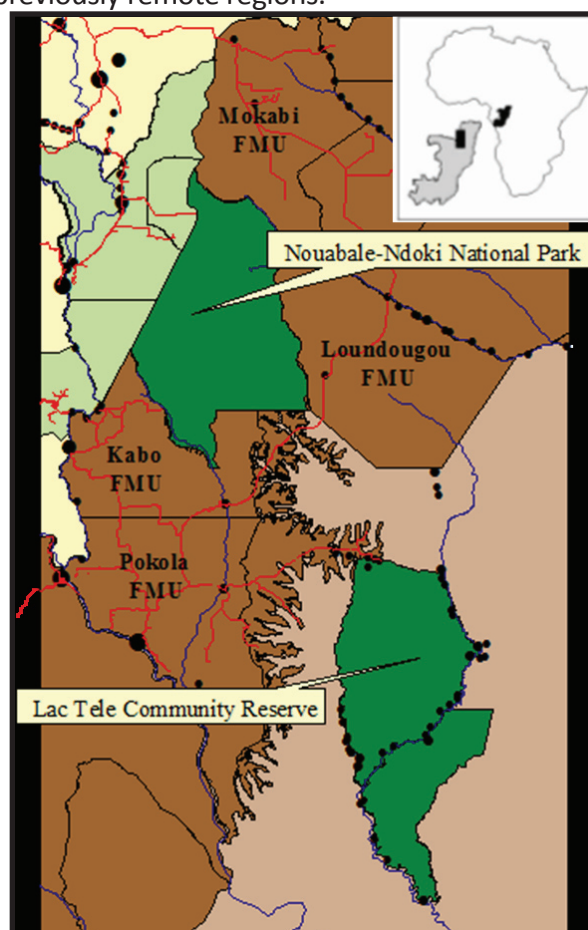 previously remote regions.
Mokabi
FMU
Nouabale-Ndoki National Park
Loundougou
FMU
Kabo
FMU
Pokola
FMU
Lac Tele Community Reserve